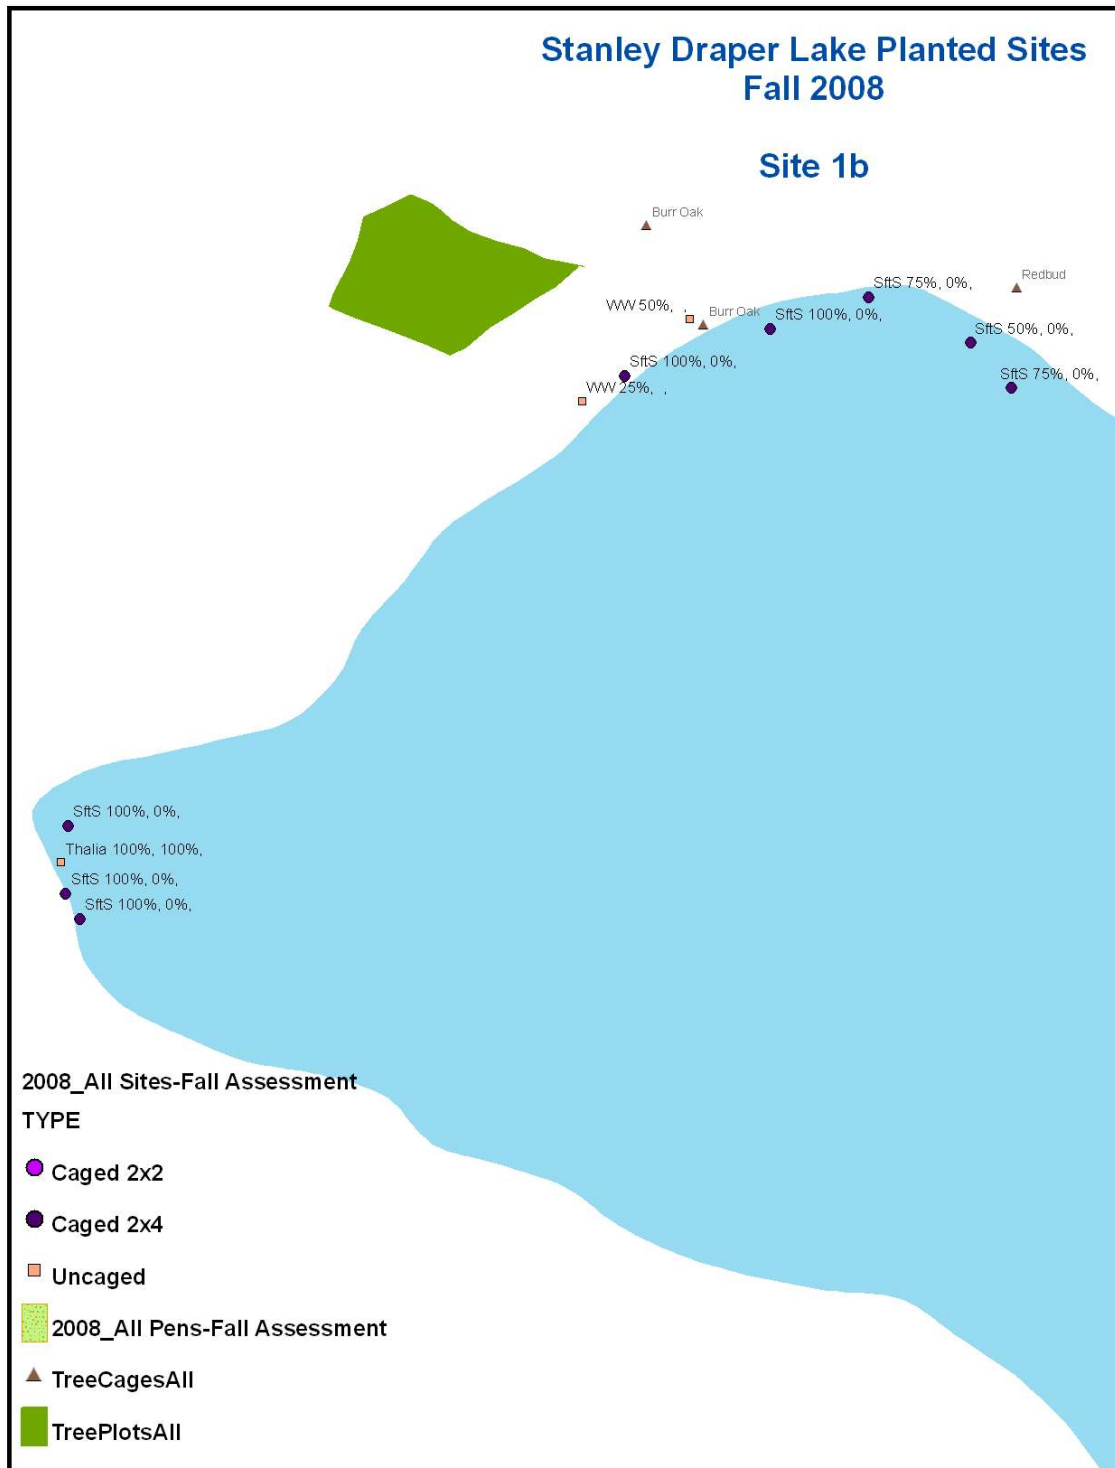 Stanley Draper Lake Planted Sites
Fall 2008
Site 1b
Burr Oak
Redbud
SftS 75%, 0%,
WW 50%, ,
Burr Oak
SftS 100%, 0%,
SftS 50%, 0%,
SftS 100%, 0%,
SftS 75%, 0%,
WW 25%, ,
SftS 100%, 0%,
Thalia 100%, 100%,
SftS 100%, 0%,
SftS 100%, 0%,
2008_All Sites-Fall Assessment
TYPE
Caged 2x2
Caged 2x4
Uncaged
2008_All Pens-Fall Assessment
TreeCagesAll
TreePlotsAll